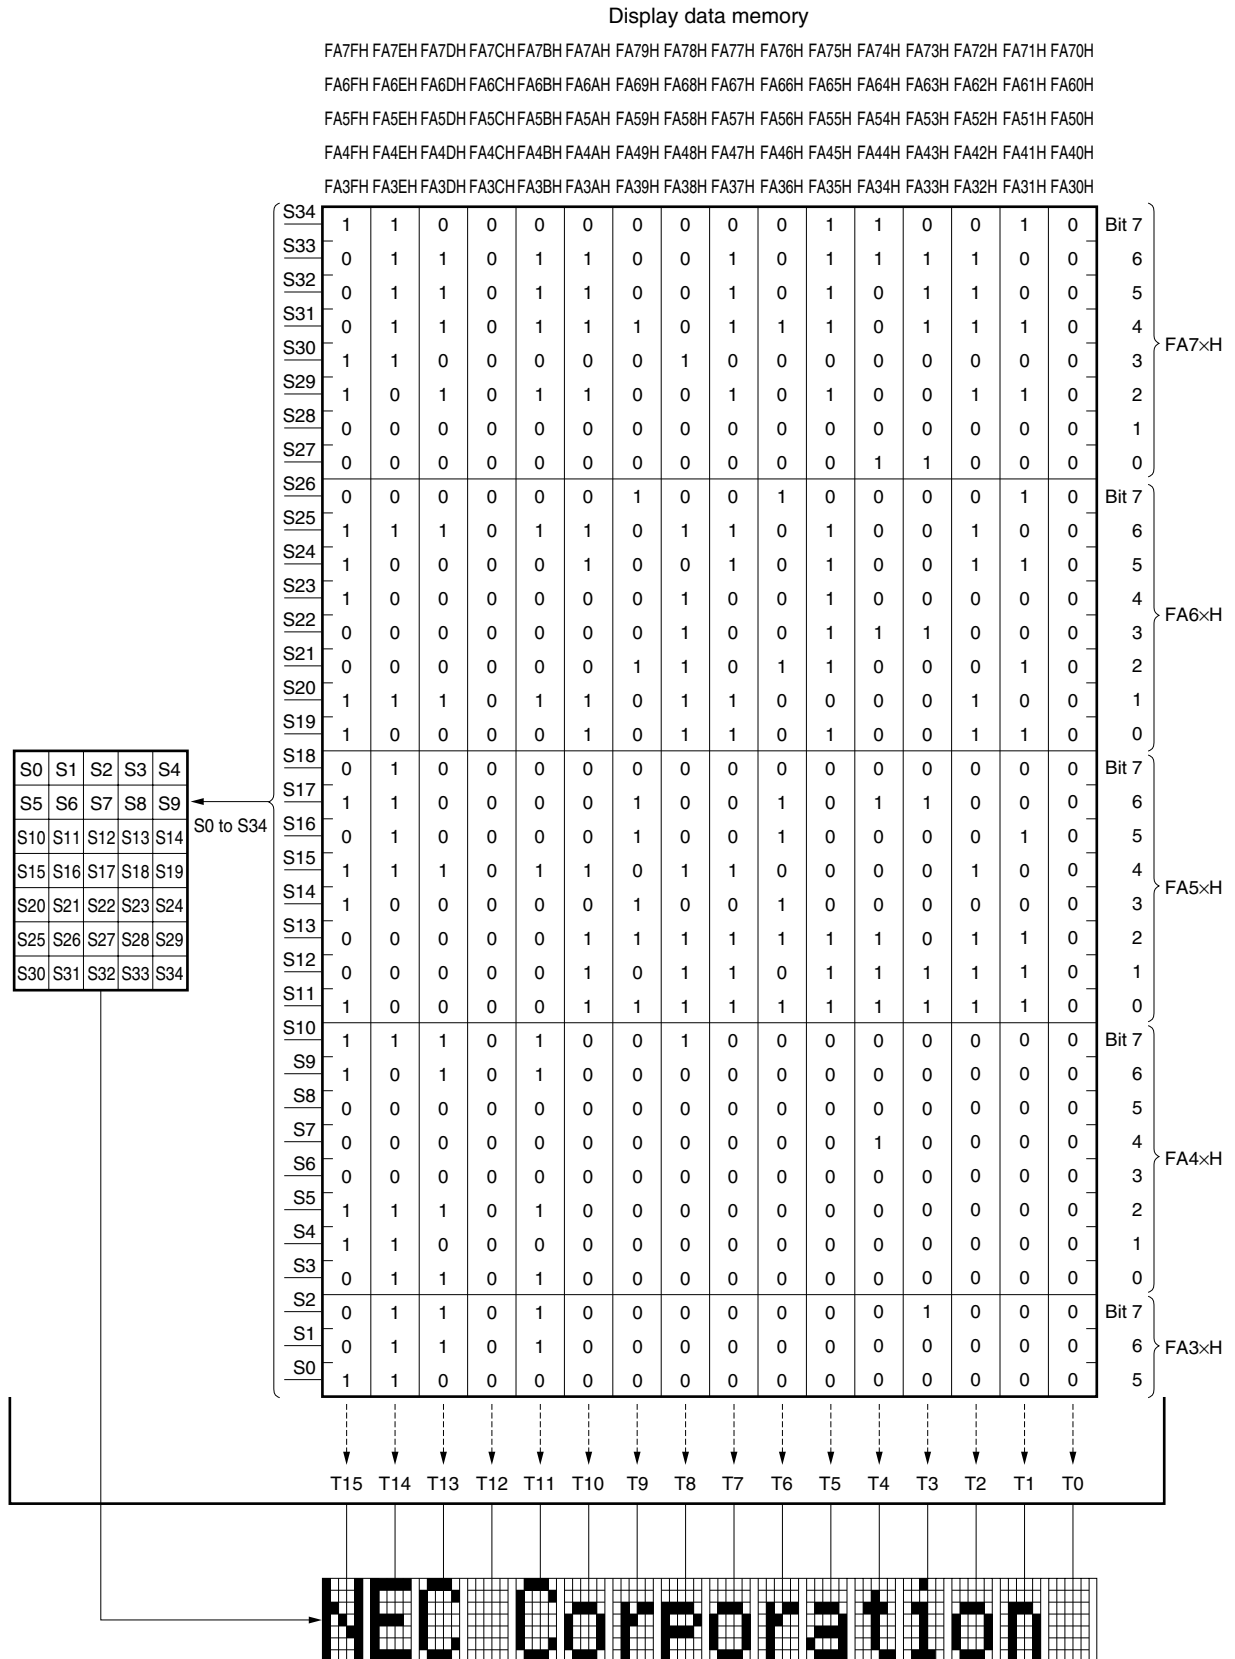 Display data memory
FA7FH FA7EH FA7DH FA7CH FA7BH FA7AH FA79H FA78H FA77H FA76H FA75H FA74H FA73H FA72H FA71H FA70H
FA6FH FA6EH FA6DH FA6CH FA6BH FA6AH FA69H FA68H FA67H FA66H FA65H FA64H FA63H FA62H FA61H FA60H
FA5FH FA5EH FA5DH FA5CH FA5BH FA5AH FA59H FA58H FA57H FA56H FA55H FA54H FA53H FA52H FA51H FA50H
FA4FH FA4EH FA4DH FA4CH FA4BH FA4AH FA49H FA48H FA47H FA46H FA45H FA44H FA43H FA42H FA41H FA40H
FA3FH FA3EH FA3DH FA3CH FA3BH FA3AH FA39H FA38H FA37H FA36H FA35H FA34H FA33H FA32H FA31H FA30H
S34 1 1 0 0 0 0 0 0 0 0 1 1 0 0 1 0 Bit 7
S33 0 1 1 0 1 1 0 0 1 0 1 1 1 1 0 0 6
S32 0 1 1 0 1 1 0 0 1 0 1 0 1 1 0 0 5
S31 0 1 1 0 1 1 1 0 1 1 1 0 1 1 1 0 4
FA7×H
S30 1 1 0 0 0 0 0 1 0 0 0 0 0 0 0 0 3
S29 1 0 1 0 1 1 0 0 1 0 1 0 0 1 1 0 2
S28 0 0 0 0 0 0 0 0 0 0 0 0 0 0 0 0 1
S27 0 0 0 0 0 0 0 0 0 0 0 1 1 0 0 0 0
S26 0 0 0 0 0 0 1 0 0 1 0 0 0 0 1 0 Bit 7
S25 1 1 1 0 1 1 0 1 1 0 1 0 0 1 0 0 6
S24 1 0 0 0 0 1 0 0 1 0 1 0 0 1 1 0 5
S23 1 0 0 0 0 0 0 1 0 0 1 0 0 0 0 0 4
FA6×H
S22 0 0 0 0 0 0 0 1 0 0 1 1 1 0 0 0 3
S21 0 0 0 0 0 0 1 1 0 1 1 0 0 0 1 0 2
S20 1 1 1 0 1 1 0 1 1 0 0 0 0 1 0 0 1
S19 1 0 0 0 0 1 0 1 1 0 1 0 0 1 1 0 0
S18 0 1 0 0 0 0 0 0 0 0 0 0 0 0 0 0 Bit 7
S17 1 1 0 0 0 0 1 0 0 1 0 1 1 0 0 0 6
S16 0 1 0 0 0 0 1 0 0 1 0 0 0 0 1 0 5
S15 1 1 1 0 1 1 0 1 1 0 0 0 0 1 0 0 4
FA5×H
S14 1 0 0 0 0 0 1 0 0 1 0 0 0 0 0 0 3
S13 0 0 0 0 0 1 1 1 1 1 1 1 0 1 1 0 2
S12 0 0 0 0 0 1 0 1 1 0 1 1 1 1 1 0 1
S11 1 0 0 0 0 1 1 1 1 1 1 1 1 1 1 0 0
S10 1 1 1 0 1 0 0 1 0 0 0 0 0 0 0 0 Bit 7
S9 1 0 1 0 1 0 0 0 0 0 0 0 0 0 0 0 6
S8 0 0 0 0 0 0 0 0 0 0 0 0 0 0 0 0 5
S7 0 0 0 0 0 0 0 0 0 0 0 1 0 0 0 0 4
FA4×H
S6 0 0 0 0 0 0 0 0 0 0 0 0 0 0 0 0 3
S5 1 1 1 0 1 0 0 0 0 0 0 0 0 0 0 0 2
S4 1 1 0 0 0 0 0 0 0 0 0 0 0 0 0 0 1
S3 0 1 1 0 1 0 0 0 0 0 0 0 0 0 0 0 0
S2 0 1 1 0 1 0 0 0 0 0 0 0 1 0 0 0 Bit 7
S1 0 1 1 0 1 0 0 0 0 0 0 0 0 0 0 0 6
FA3×H
S0 1 1 0 0 0 0 0 0 0 0 0 0 0 0 0 0 5
S0 S1 S2 S3 S4
S5 S6 S7 S8 S9
S10 S11 S12 S13 S14
S15 S16 S17 S18 S19
S20 S21 S22 S23 S24
S25 S26 S27 S28 S29
S30 S31 S32 S33 S34
S0 to S34
T15 T14 T13 T12 T11 T10 T9 T8 T7 T6 T5 T4 T3 T2 T1 T0
NEC Corporation